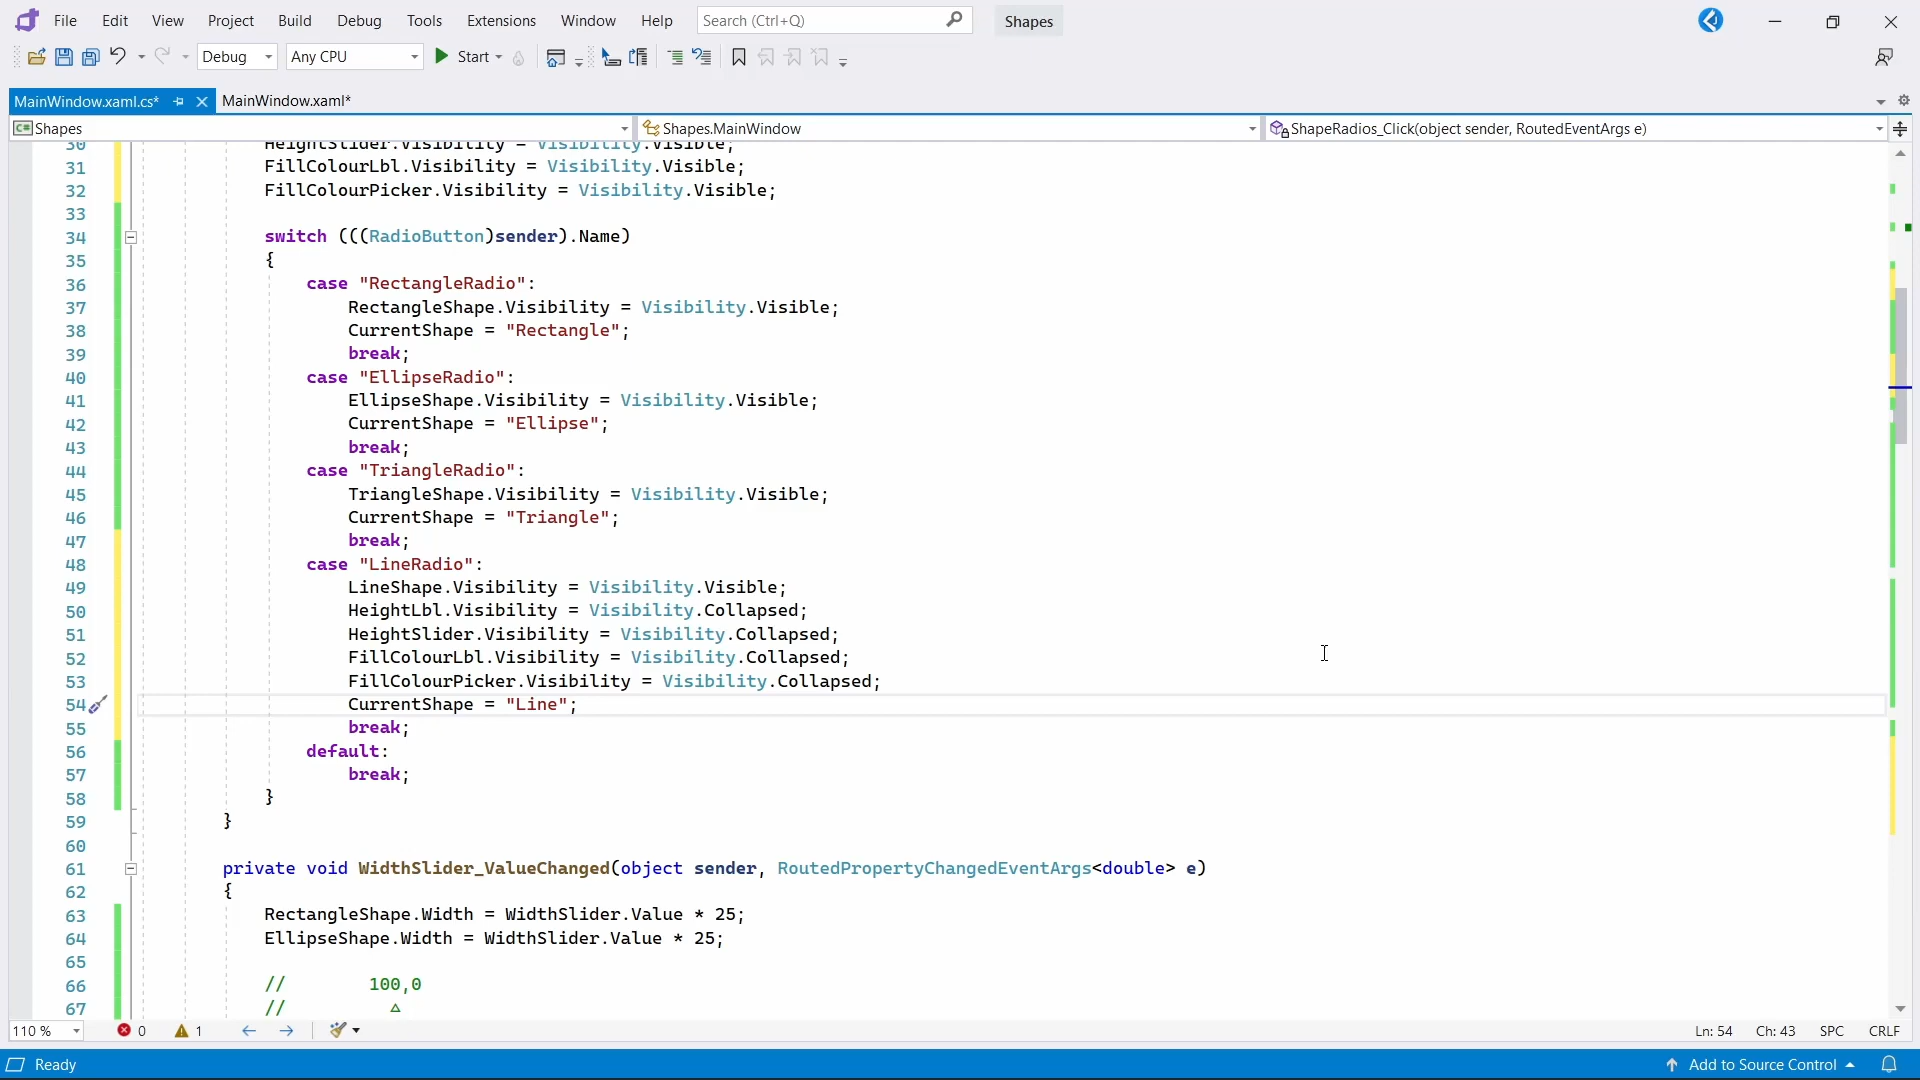 File Edit View Project Build Debug Tools Extensions Window Help Search (Ctrl+Q) Shapes
Debug Any CPU Start
MainWindow.xaml.cs* MainWindow.xaml*
C# Shapes Shapes.MainWindow ShapeRadios_Click(object sender, RoutedEventArgs e)
30 HeightSlider.Visibility = Visibility.Visible;
31 FillColourLbl.Visibility = Visibility.Visible;
32 FillColourPicker.Visibility = Visibility.Visible;
33
34 switch (((RadioButton)sender).Name)
35 {
36 case "RectangleRadio":
37 RectangleShape.Visibility = Visibility.Visible;
38 CurrentShape = "Rectangle";
39 break;
40 case "EllipseRadio":
41 EllipseShape.Visibility = Visibility.Visible;
42 CurrentShape = "Ellipse";
43 break;
44 case "TriangleRadio":
45 TriangleShape.Visibility = Visibility.Visible;
46 CurrentShape = "Triangle";
47 break;
48 case "LineRadio":
49 LineShape.Visibility = Visibility.Visible;
50 HeightLbl.Visibility = Visibility.Collapsed;
51 HeightSlider.Visibility = Visibility.Collapsed;
52 FillColourLbl.Visibility = Visibility.Collapsed;
53 FillColourPicker.Visibility = Visibility.Collapsed;
54 CurrentShape = "Line";
55 break;
56 default:
57 break;
58 }
59 }
60
61 private void WidthSlider_ValueChanged(object sender, RoutedPropertyChangedEventArgs<double> e)
62 {
63 RectangleShape.Width = WidthSlider.Value * 25;
64 EllipseShape.Width = WidthSlider.Value * 25;
65
66 // 100,0
67 // △
110 % 0 1 Ln: 54 Ch: 43 SPC CRLF
Ready Add to Source Control